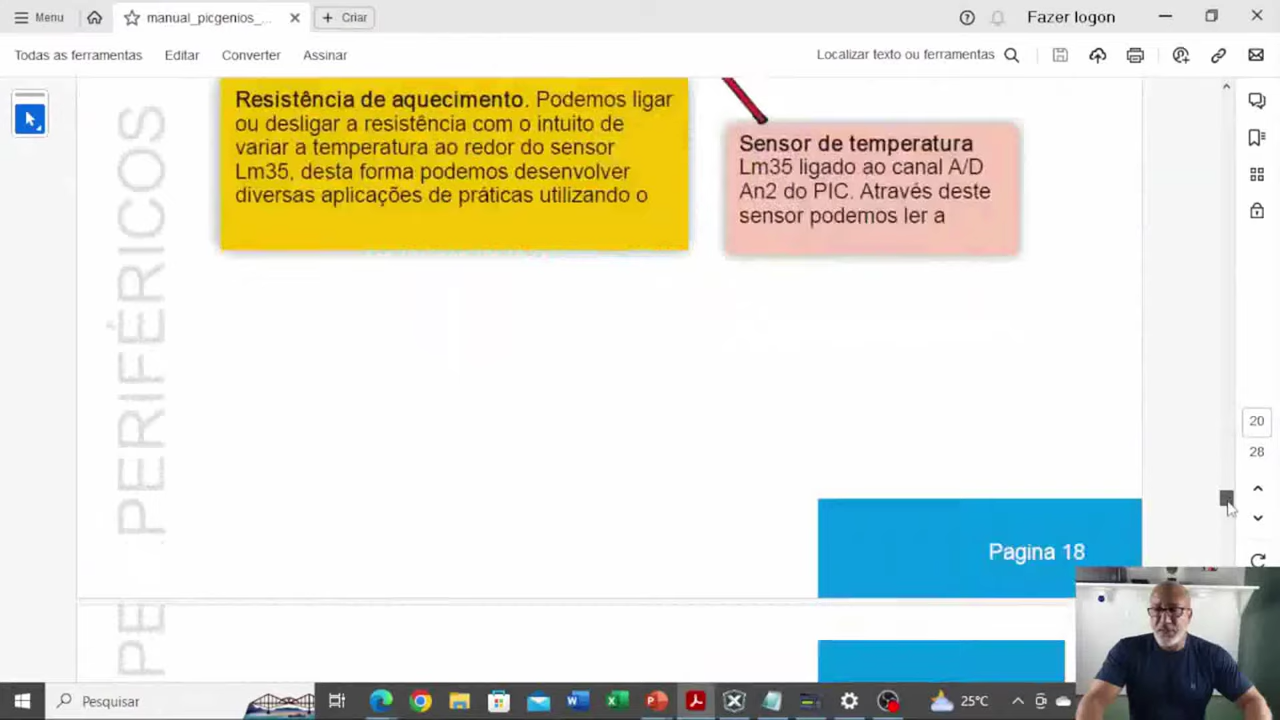 Menu
manual_picgenios_...
Criar
Fazer logon
Todas as ferramentas
Editar
Converter
Assinar
Localizar texto ou ferramentas
Resistência de aquecimento. Podemos ligar
ou desligar a resistência com o intuito de
variar a temperatura ao redor do sensor
Lm35, desta forma podemos desenvolver
diversas aplicações de práticas utilizando o
Sensor de temperatura
Lm35 ligado ao canal A/D
An2 do PIC. Através deste
sensor podemos ler a
PERIFÉRICOS
20
28
Pagina 18
PE
Pesquisar
25°C